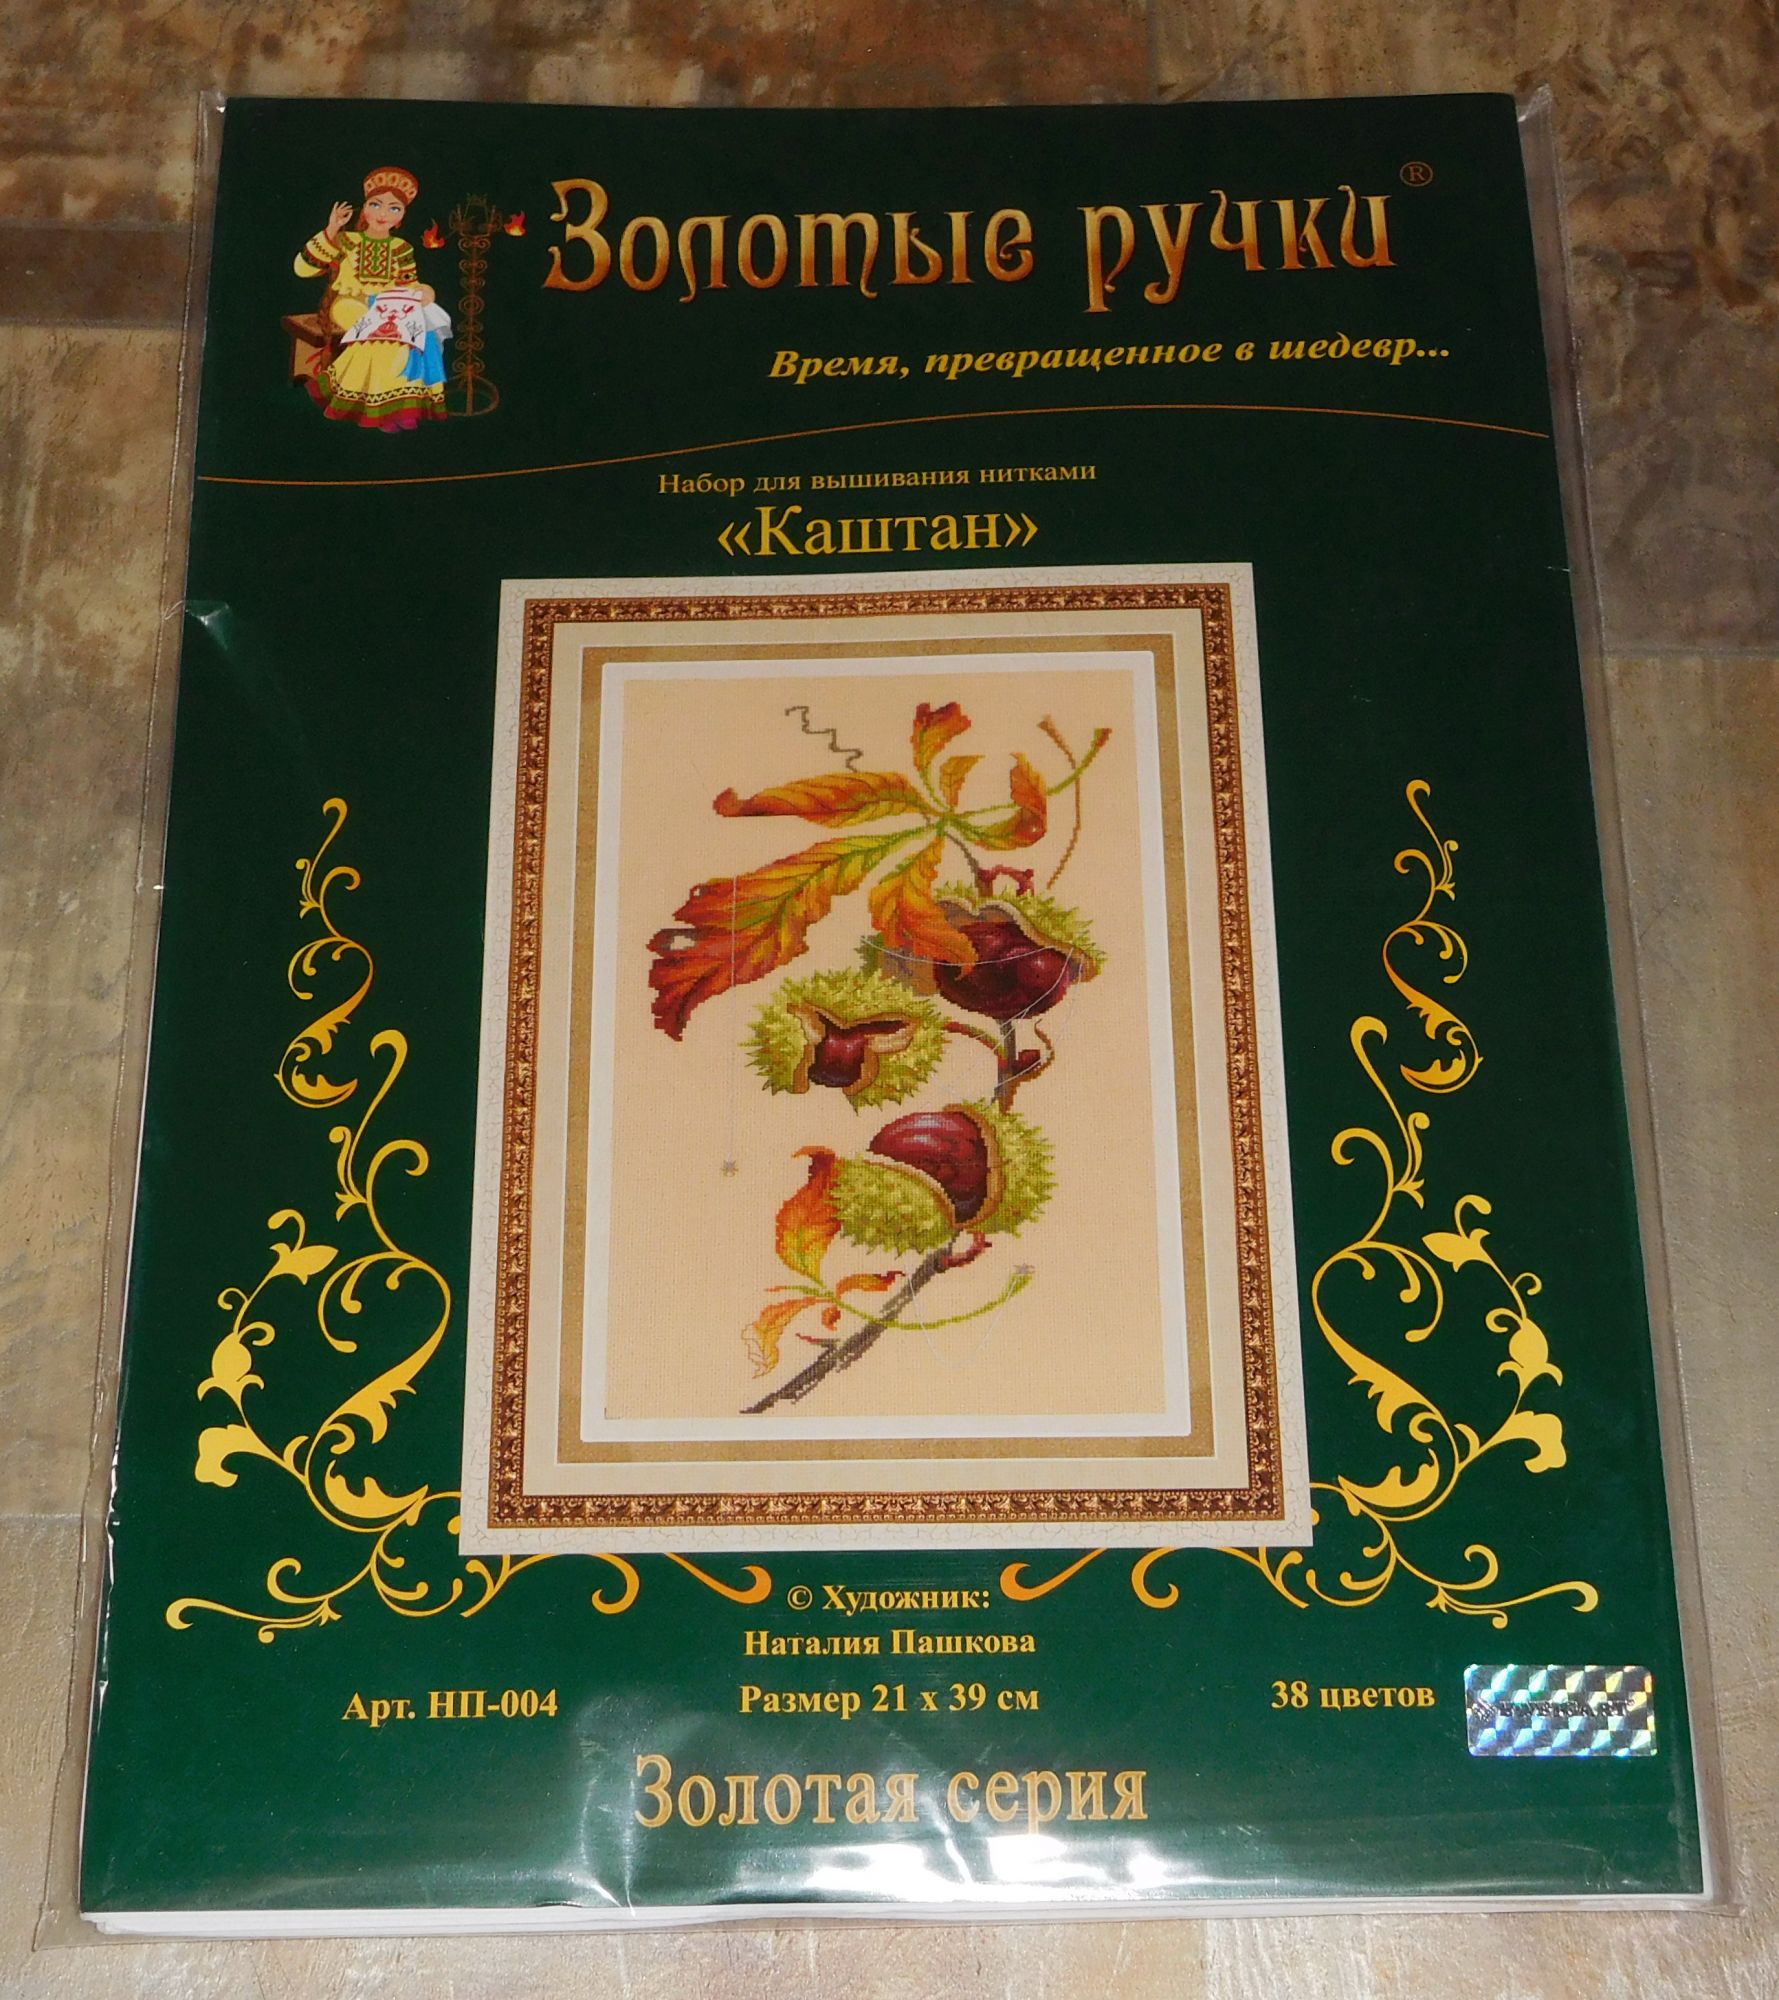 Золотые ручки®
Время, превращенное в шедевр...
Набор для вышивания нитками
«Каштан»
© Художник:
Наталия Пашкова
Арт. НП-004 Размер 21 х 39 см 38 цветов
ZWEIGART
Золотая серия